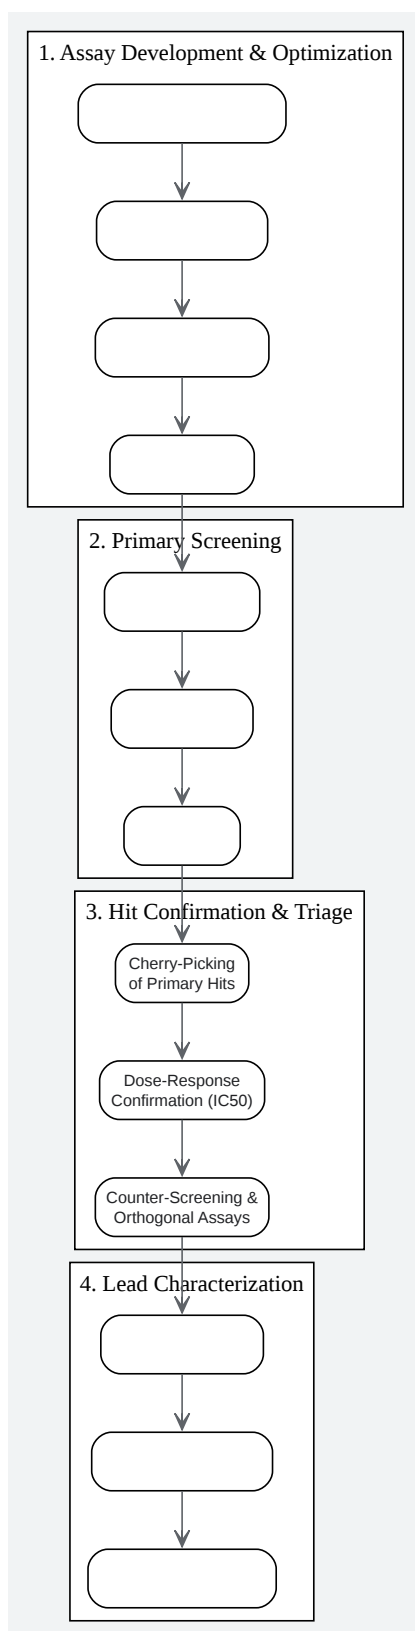 1. Assay Development & Optimization
2. Primary Screening
3. Hit Confirmation & Triage
Cherry-Picking
of Primary Hits
Dose-Response
Confirmation (IC50)
Counter-Screening &
Orthogonal Assays
4. Lead Characterization